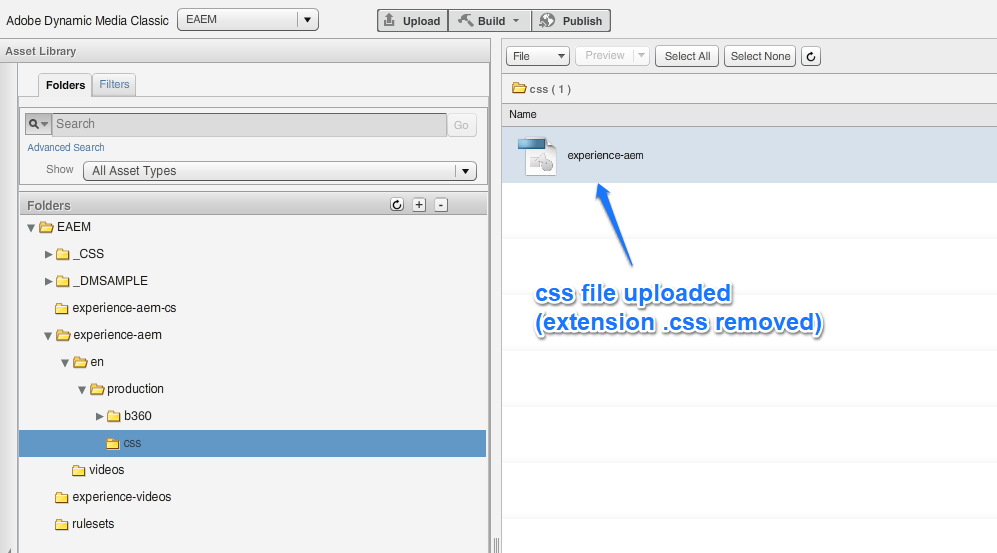 Adobe Dynamic Media Classic EAEM Upload Build Publish
Asset Library
Folders Filters
Search Go
Advanced Search
Show All Asset Types
Folders + -
EAEM
_CSS
_DMSAMPLE
experience-aem-cs
experience-aem
en
production
b360
css
videos
experience-videos
rulesets
File Preview Select All Select None
css ( 1 )
Name
experience-aem
css file uploaded
(extension .css removed)